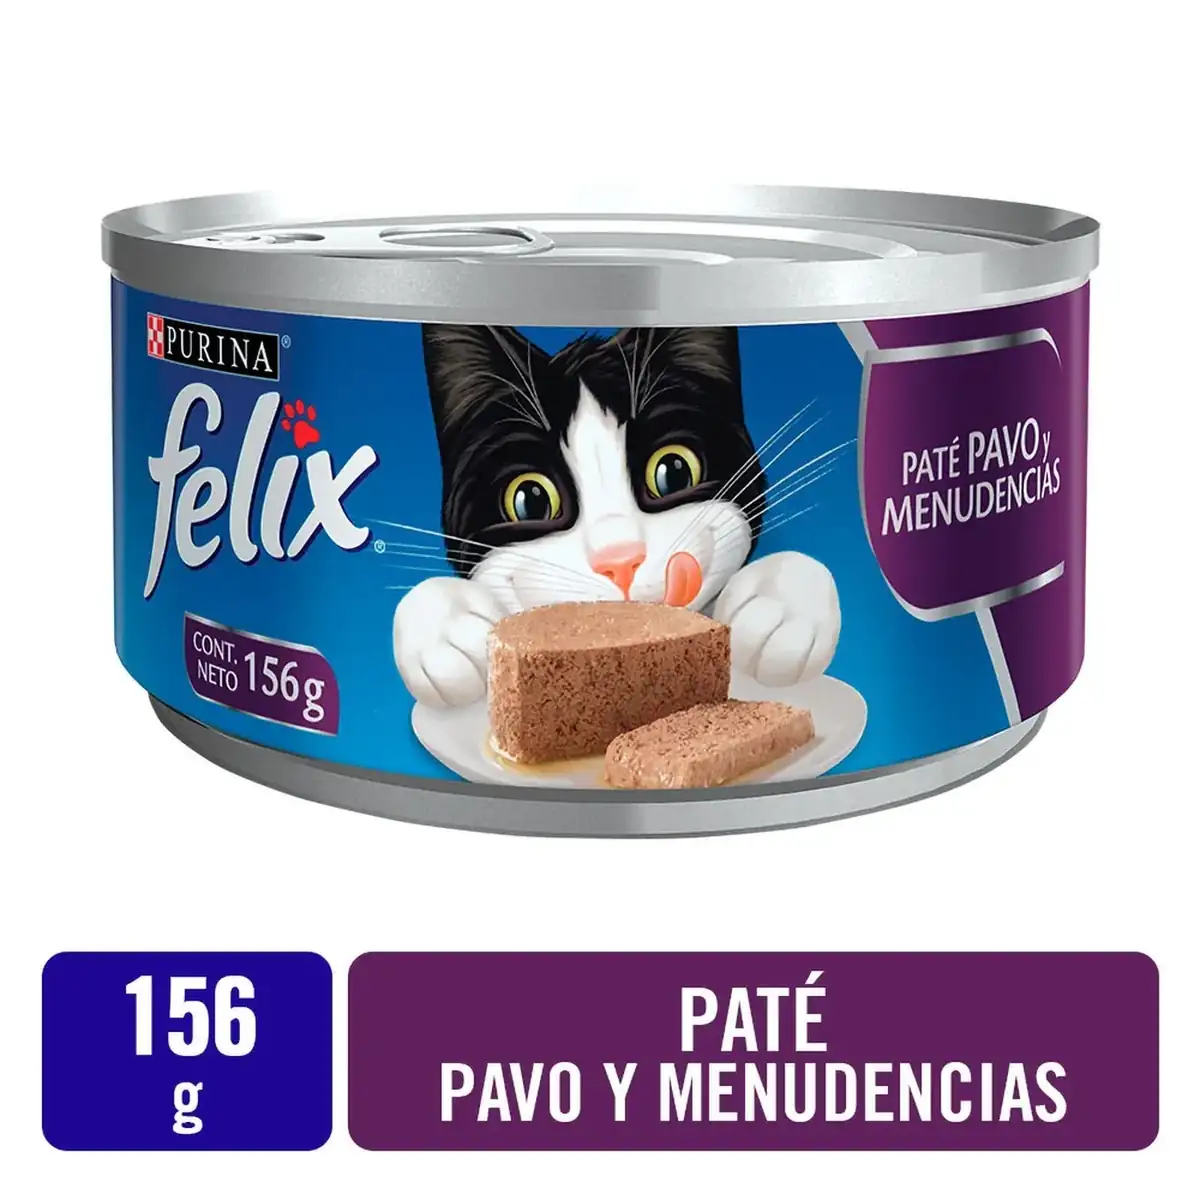 PURINA®
felix®
CONT.
NETO 156g
PATÉ PAVO y
MENUDENCIAS
156
g
PATÉ
PAVO Y MENUDENCIAS